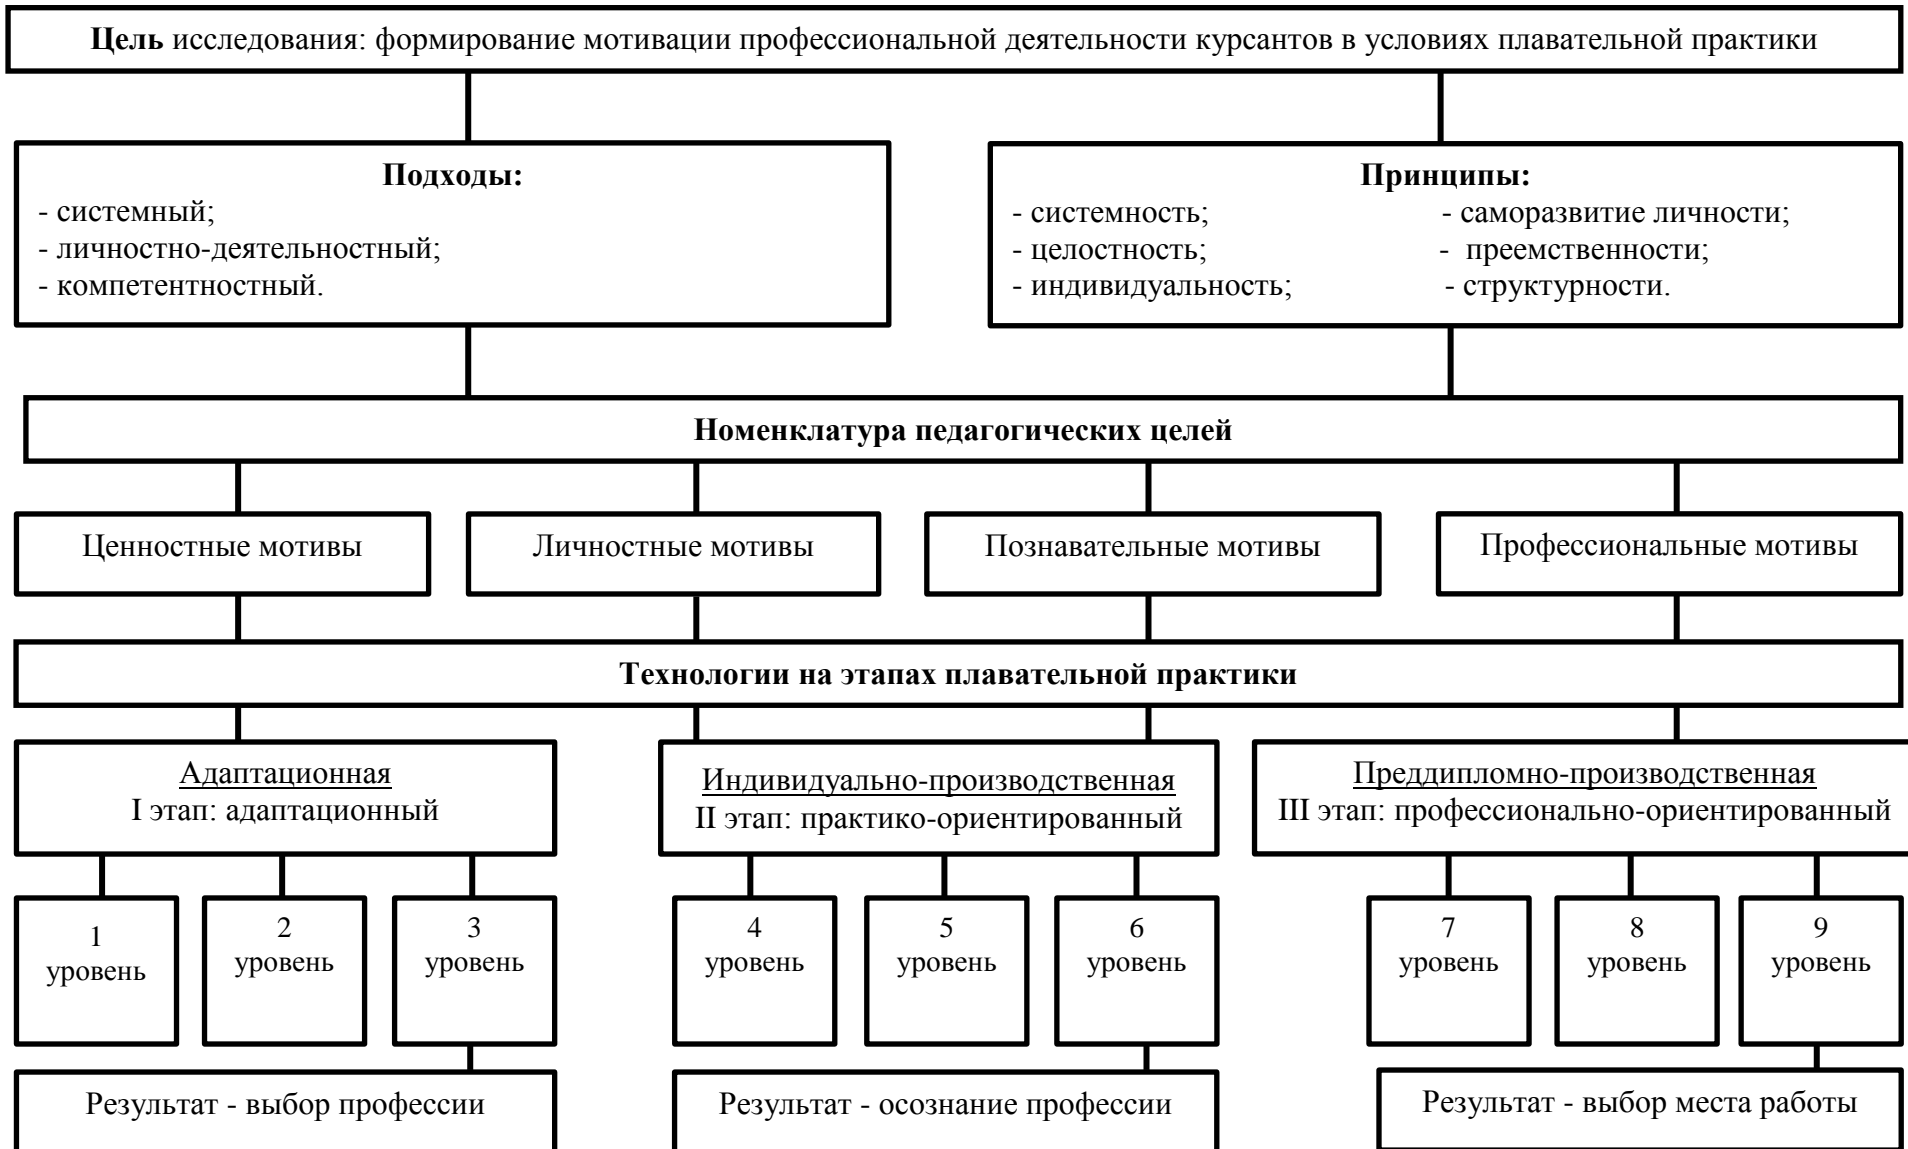 Цель исследования: формирование мотивации профессиональной деятельности курсантов в условиях плавательной практики
Подходы:
- системный;
- личностно-деятельностный;
- компетентностный.
Принципы:
- системность; - саморазвитие личности;
- целостность; - преемственности;
- индивидуальность; - структурности.
Номенклатура педагогических целей
Ценностные мотивы
Личностные мотивы
Познавательные мотивы
Профессиональные мотивы
Технологии на этапах плавательной практики
Адаптационная
I этап: адаптационный
Индивидуально-производственная
II этап: практико-ориентированный
Преддипломно-производственная
III этап: профессионально-ориентированный
1
уровень
2
уровень
3
уровень
4
уровень
5
уровень
6
уровень
7
уровень
8
уровень
9
уровень
Результат - выбор профессии
Результат - осознание профессии
Результат - выбор места работы